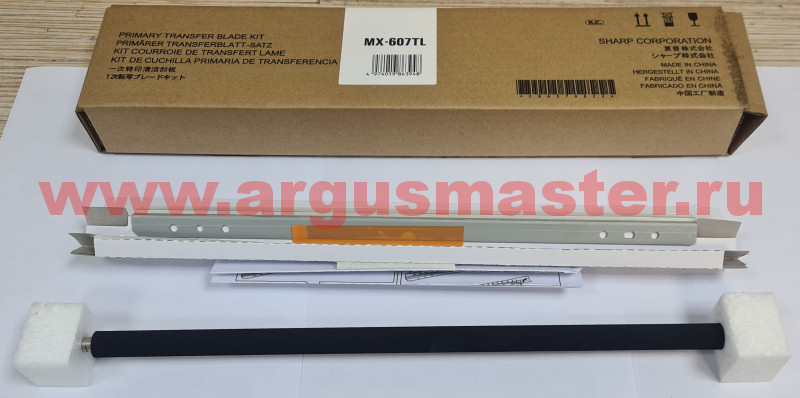 PRIMARY TRANSFER BLADE KIT
PRIMÄRER TRANSFERBLATT-SATZ
KIT COURROIE DE TRANSFERT LAME
KIT DE CUCHILLA PRIMARIA DE TRANSFERENCIA
一次转印清洁刮板
1次転写ブレードキット
MX-607TL
4 974019 863948
SHARP CORPORATION
夏普株式会社
シャープ株式会社
MADE IN CHINA
HERGESTELLT IN CHINA
FABRIQUÉ EN CHINE
FABRICADO EN CHINA
中国工厂制造
www.argusmaster.ru